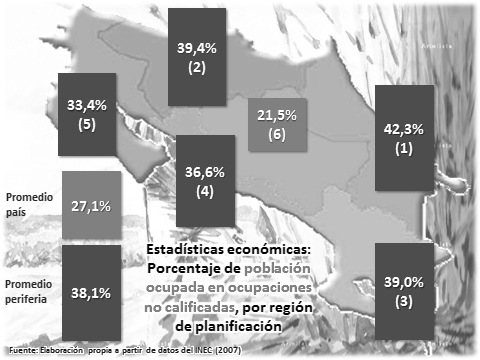 39,4%
(2)
33,4%
(5)
21,5%
(6)
42,3%
(1)
36,6%
(4)
Promedio
país
27,1%
Promedio
periferia
38,1%
Estadísticas económicas:
Porcentaje de población
ocupada en ocupaciones
no calificadas, por región
de planificación
39,0%
(3)
Fuente: Elaboración propia a partir de datos del INEC (2007)